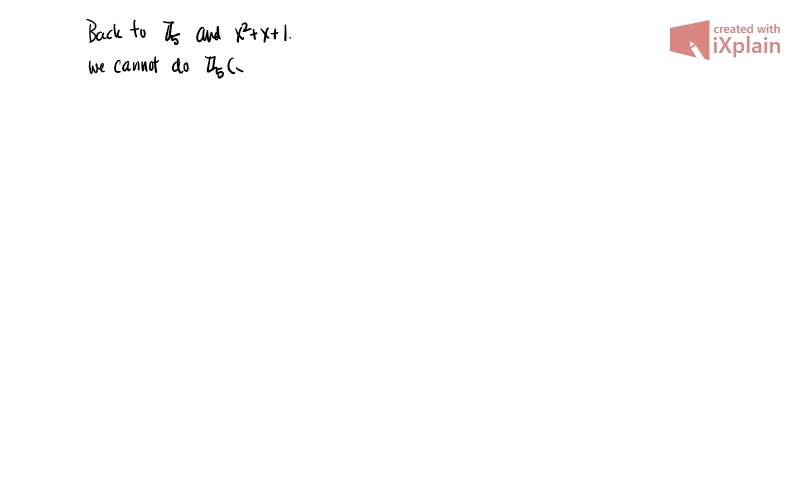 Back to ℤ₅ and x²+x+1.
we cannot do ℤ₅(
created with
iXplain